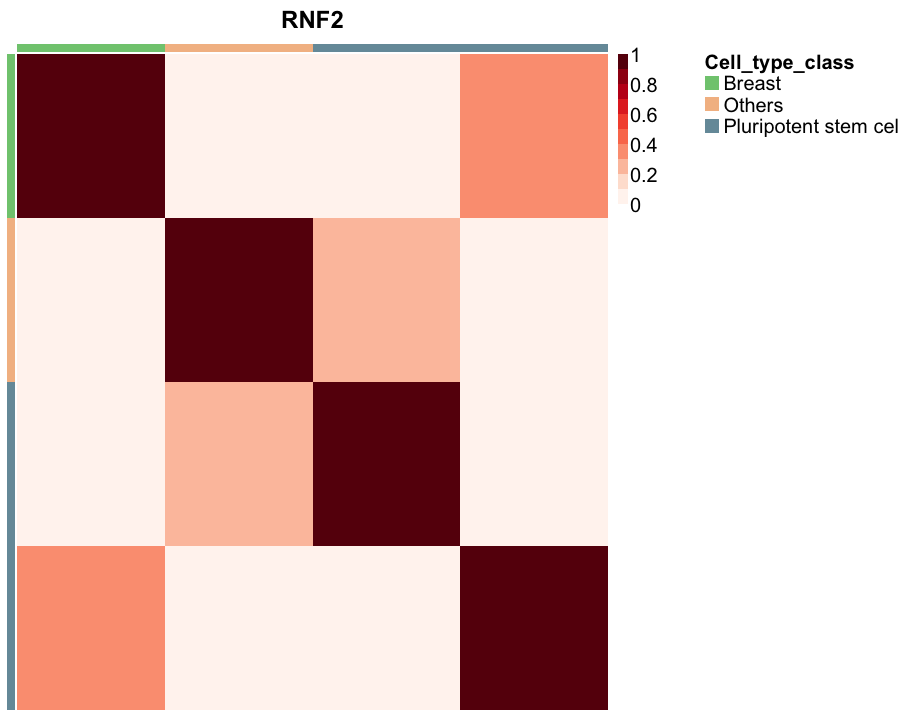 RNF2
1
0.8
0.6
0.4
0.2
0
Cell_type_class
Breast
Others
Pluripotent stem cel